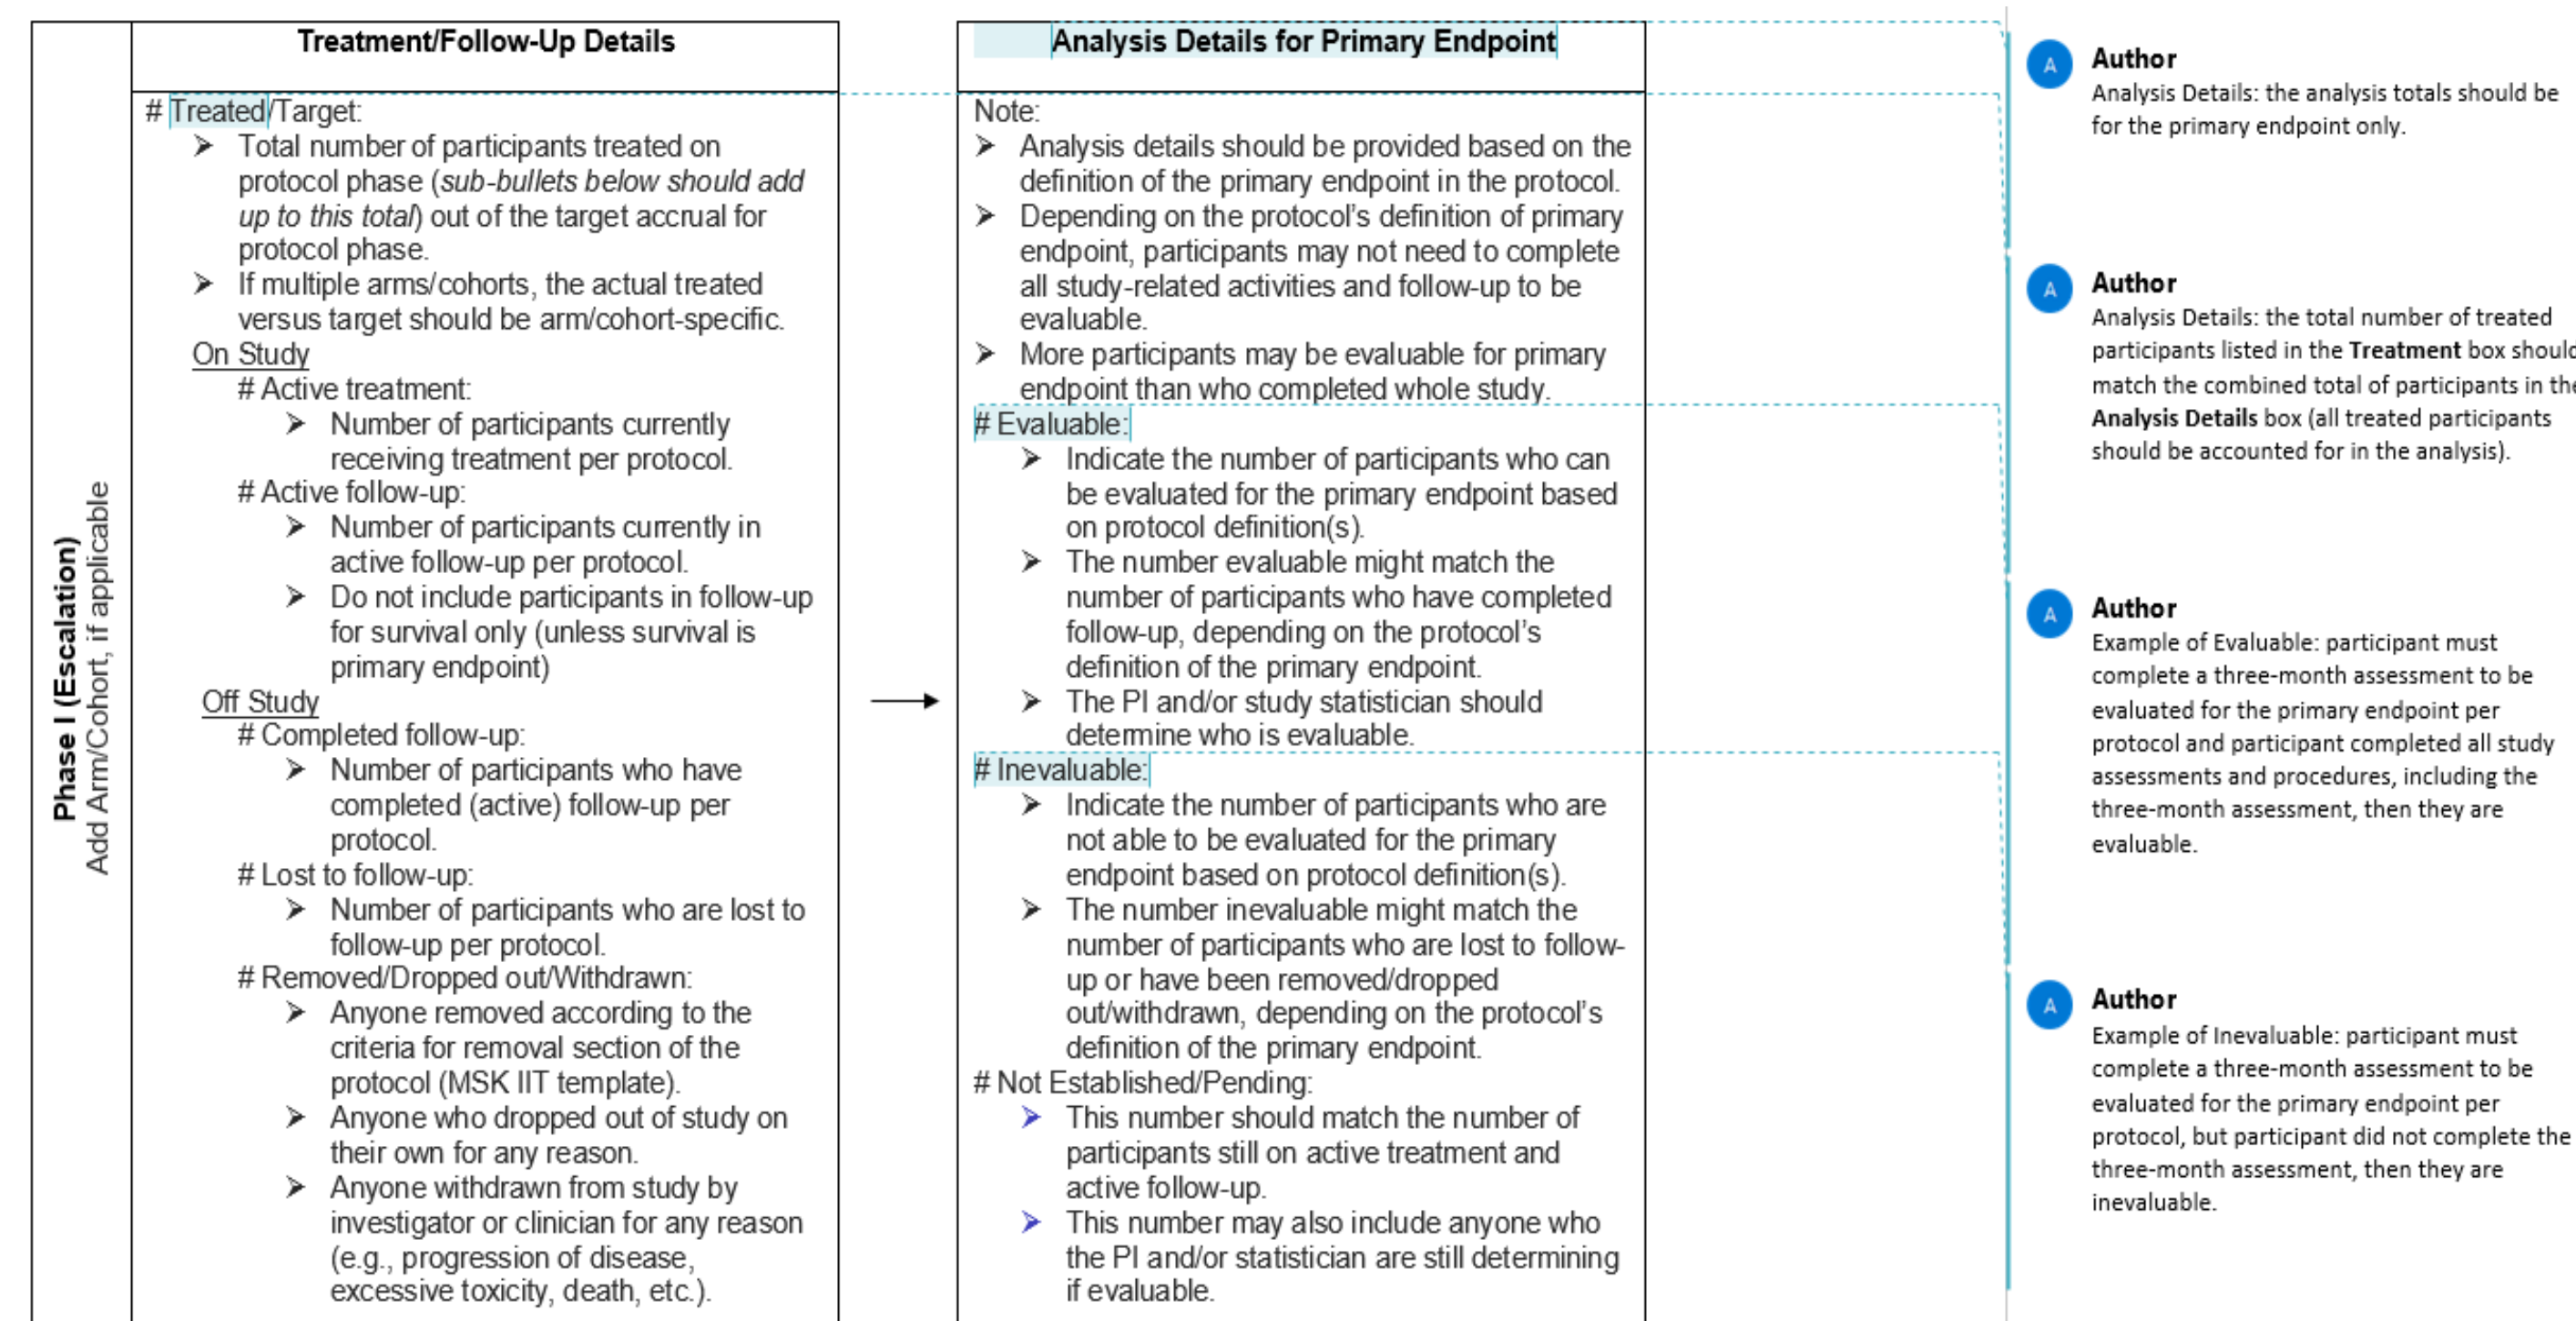 Phase I (Escalation)
Add Arm/Cohort, if applicable
Treatment/Follow-Up Details
# Treated/Target:
➤ Total number of participants treated on
protocol phase (sub-bullets below should add
up to this total) out of the target accrual for
protocol phase.
➤ If multiple arms/cohorts, the actual treated
versus target should be arm/cohort-specific.
On Study
# Active treatment:
➤ Number of participants currently
receiving treatment per protocol.
# Active follow-up:
➤ Number of participants currently in
active follow-up per protocol.
➤ Do not include participants in follow-up
for survival only (unless survival is
primary endpoint)
Off Study
# Completed follow-up:
➤ Number of participants who have
completed (active) follow-up per
protocol.
# Lost to follow-up:
➤ Number of participants who are lost to
follow-up per protocol.
# Removed/Dropped out/Withdrawn:
➤ Anyone removed according to the
criteria for removal section of the
protocol (MSK IIT template).
➤ Anyone who dropped out of study on
their own for any reason.
➤ Anyone withdrawn from study by
investigator or clinician for any reason
(e.g., progression of disease,
excessive toxicity, death, etc.).
Analysis Details for Primary Endpoint
Note:
➤ Analysis details should be provided based on the
definition of the primary endpoint in the protocol.
➤ Depending on the protocol’s definition of primary
endpoint, participants may not need to complete
all study-related activities and follow-up to be
evaluable.
➤ More participants may be evaluable for primary
endpoint than who completed whole study.
# Evaluable:
➤ Indicate the number of participants who can
be evaluated for the primary endpoint based
on protocol definition(s).
➤ The number evaluable might match the
number of participants who have completed
follow-up, depending on the protocol’s
definition of the primary endpoint.
➤ The PI and/or study statistician should
determine who is evaluable.
# Inevaluable:
➤ Indicate the number of participants who are
not able to be evaluated for the primary
endpoint based on protocol definition(s).
➤ The number inevaluable might match the
number of participants who are lost to follow-
up or have been removed/dropped
out/withdrawn, depending on the protocol’s
definition of the primary endpoint.
# Not Established/Pending:
➤ This number should match the number of
participants still on active treatment and
active follow-up.
➤ This number may also include anyone who
the PI and/or statistician are still determining
if evaluable.
A Author
Analysis Details: the analysis totals should be
for the primary endpoint only.
A Author
Analysis Details: the total number of treated
participants listed in the Treatment box should
match the combined total of participants in the
Analysis Details box (all treated participants
should be accounted for in the analysis).
A Author
Example of Evaluable: participant must
complete a three-month assessment to be
evaluated for the primary endpoint per
protocol and participant completed all study
assessments and procedures, including the
three-month assessment, then they are
evaluable.
A Author
Example of Inevaluable: participant must
complete a three-month assessment to be
evaluated for the primary endpoint per
protocol, but participant did not complete the
three-month assessment, then they are
inevaluable.